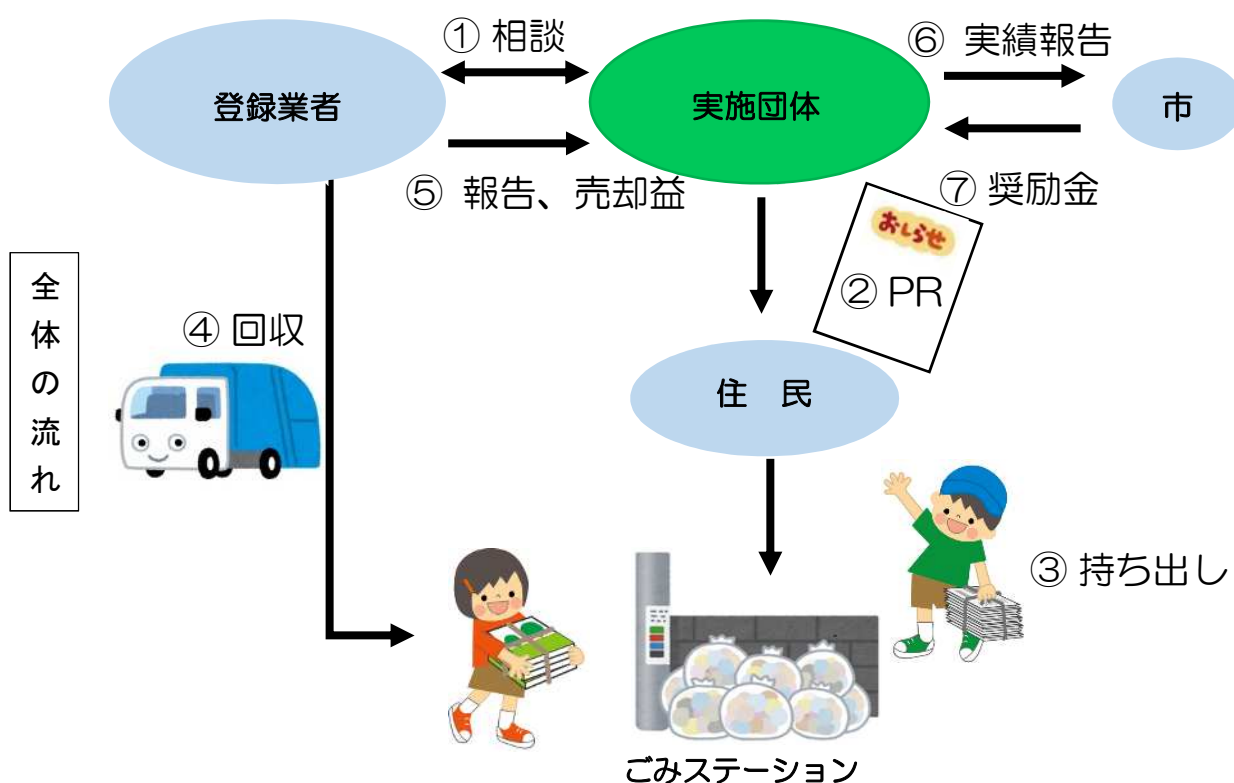 ① 相談
⑥ 実績報告
登録業者
実施団体
市
⑤ 報告、売却益
⑦ 奨励金
おしらせ
② PR
全体の流れ
④ 回収
住　民
③ 持ち出し
ごみステーション